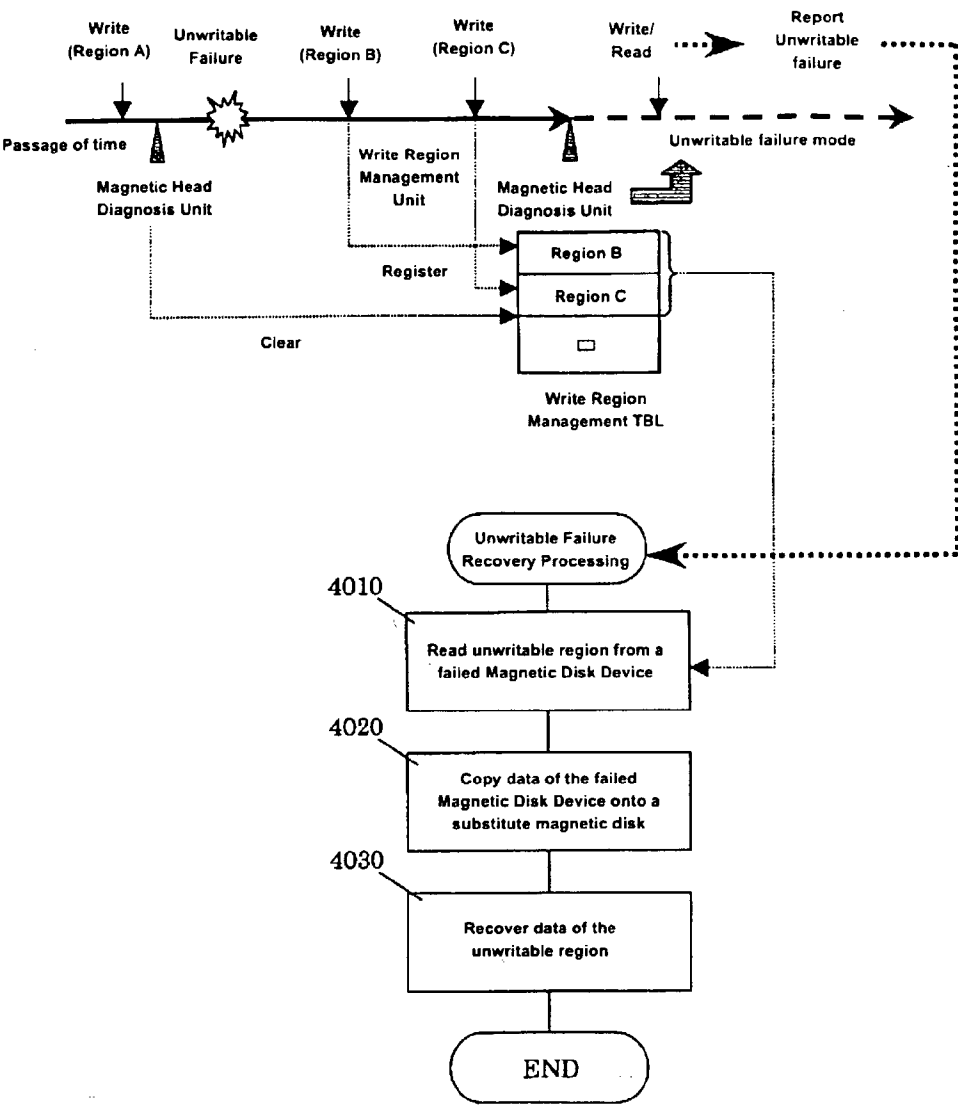 Write
(Region A)
Unwritable
Failure
Write
(Region B)
Write
(Region C)
Write/
Read
Report
Unwritable
failure
Passage of time
Unwritable failure mode
Magnetic Head
Diagnosis Unit
Write Region
Management
Unit
Magnetic Head
Diagnosis Unit
Region B
Register
Region C
Clear
Write Region
Management TBL
Unwritable Failure
Recovery Processing
4010
Read unwritable region from a
failed Magnetic Disk Device
4020
Copy data of the failed
Magnetic Disk Device onto a
substitute magnetic disk
4030
Recover data of the
unwritable region
END